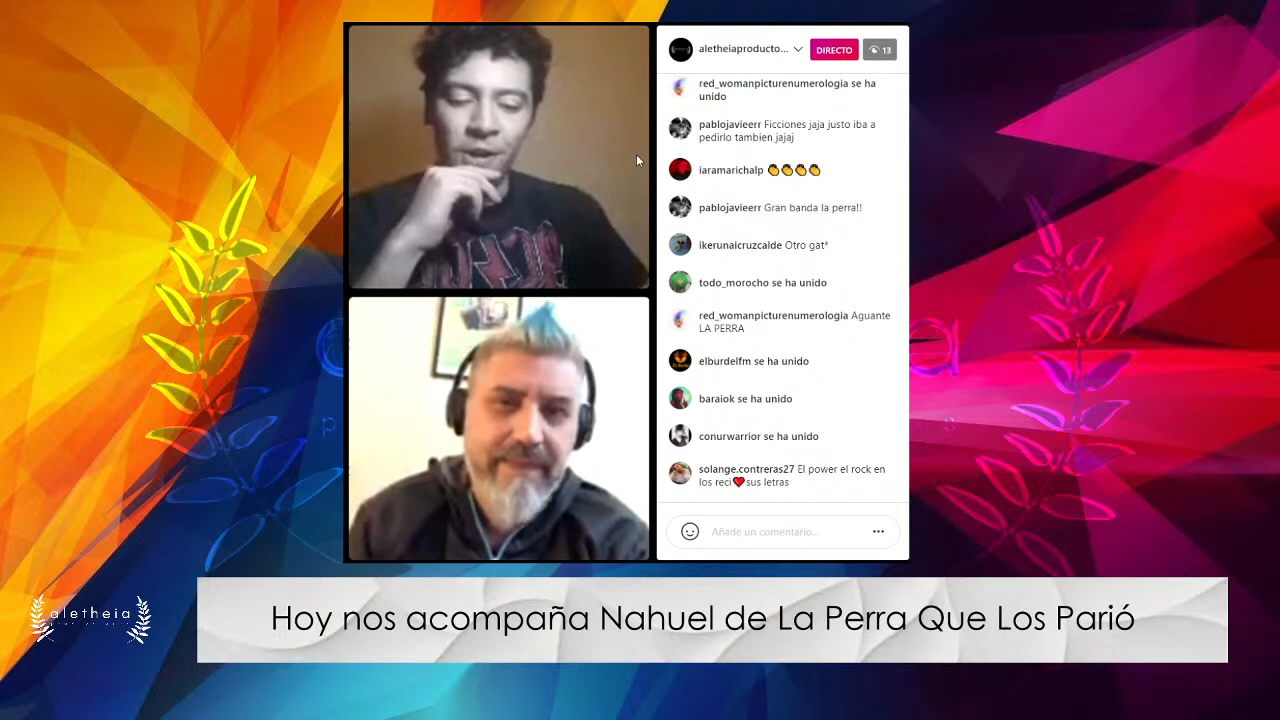 aletheiaproducto...
DIRECTO
13
red_womanpicturenumerologia se ha
unido
pablojavieerr Ficciones jaja justo iba a
pedirlo tambien jajaj
iaramarichalp
pablojavieerr Gran banda la perra!!
ikerunaicruzcalde Otro gat*
todo_morocho se ha unido
red_womanpicturenumerologia Aguante
LA PERRA
elburdelfm se ha unido
baraiok se ha unido
conurwarrior se ha unido
solange.contreras27 El power el rock en
los reci❤sus letras
Añade un comentario...
aletheia
Hoy nos acompaña Nahuel de La Perra Que Los Parió